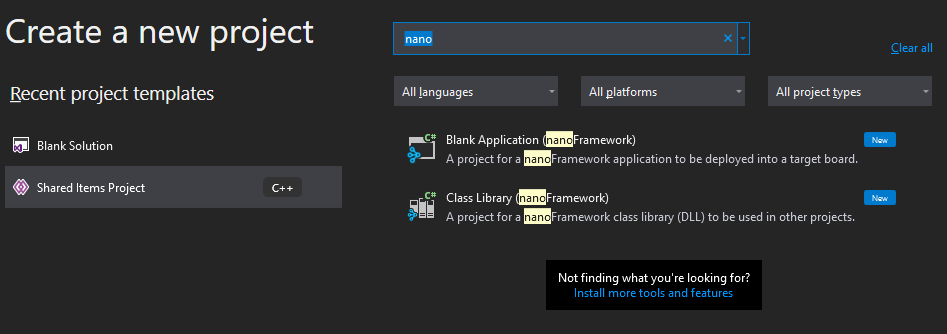 Create a new project
nano
Clear all
Recent project templates
All languages
All platforms
All project types
Blank Solution
Shared Items Project
C++
C#
Blank Application (nanoFramework)
New
A project for a nanoFramework application to be deployed into a target board.
C#
Class Library (nanoFramework)
New
A project for a nanoFramework class library (DLL) to be used in other projects.
Not finding what you're looking for?
Install more tools and features